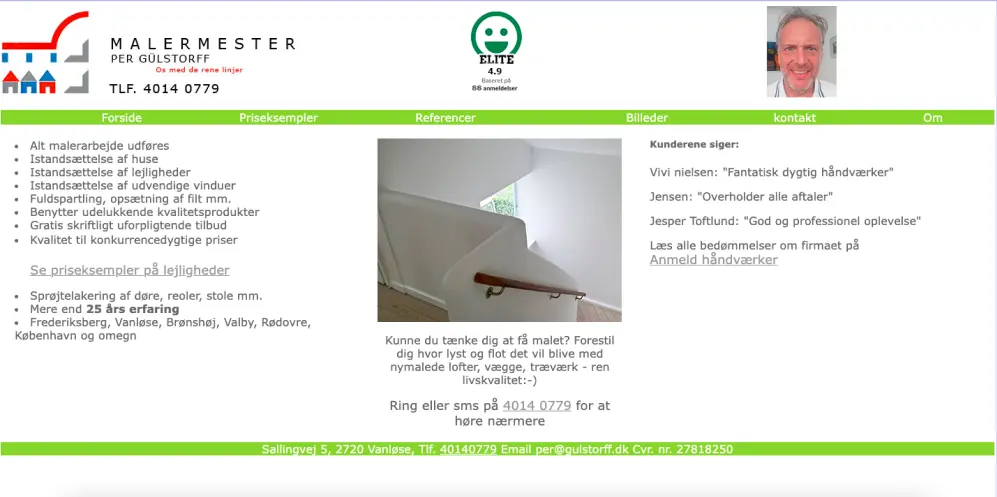 MALERMESTER
PER GÜLSTORFF
Os med de rene linjer
TLF. 4014 0779
ELITE
4.9
Baseret på
88 anmeldelser
Forside Priseksempler Referencer Billeder kontakt Om
• Alt malerarbejde udføres
• Istandsættelse af huse
• Istandsættelse af lejligheder
• Istandsættelse af udvendige vinduer
• Fuldspartling, opsætning af filt mm.
• Benytter udelukkende kvalitetsprodukter
• Gratis skriftligt uforpligtende tilbud
• Kvalitet til konkurrencedygtige priser
Se priseksempler på lejligheder
• Sprøjtelakering af døre, reoler, stole mm.
• Mere end 25 års erfaring
• Frederiksberg, Vanløse, Brønshøj, Valby, Rødovre,
København og omegn
Kunne du tænke dig at få malet? Forestil
dig hvor lyst og flot det vil blive med
nymalede lofter, vægge, træværk - ren
livskvalitet:-)
Ring eller sms på 4014 0779 for at
høre nærmere
Kunderene siger:
Vivi nielsen: "Fantatisk dygtig håndværker"
Jensen: "Overholder alle aftaler"
Jesper Toftlund: "God og professionel oplevelse"
Læs alle bedømmelser om firmaet på
Anmeld håndværker
Sallingvej 5, 2720 Vanløse, Tlf. 40140779 Email per@gulstorff.dk Cvr. nr. 27818250